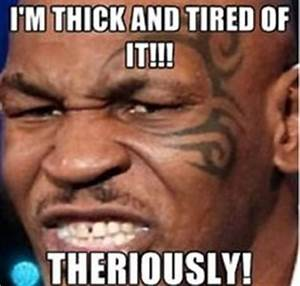 I'M THICK AND TIRED OF
IT!!!
THERIOUSLY!